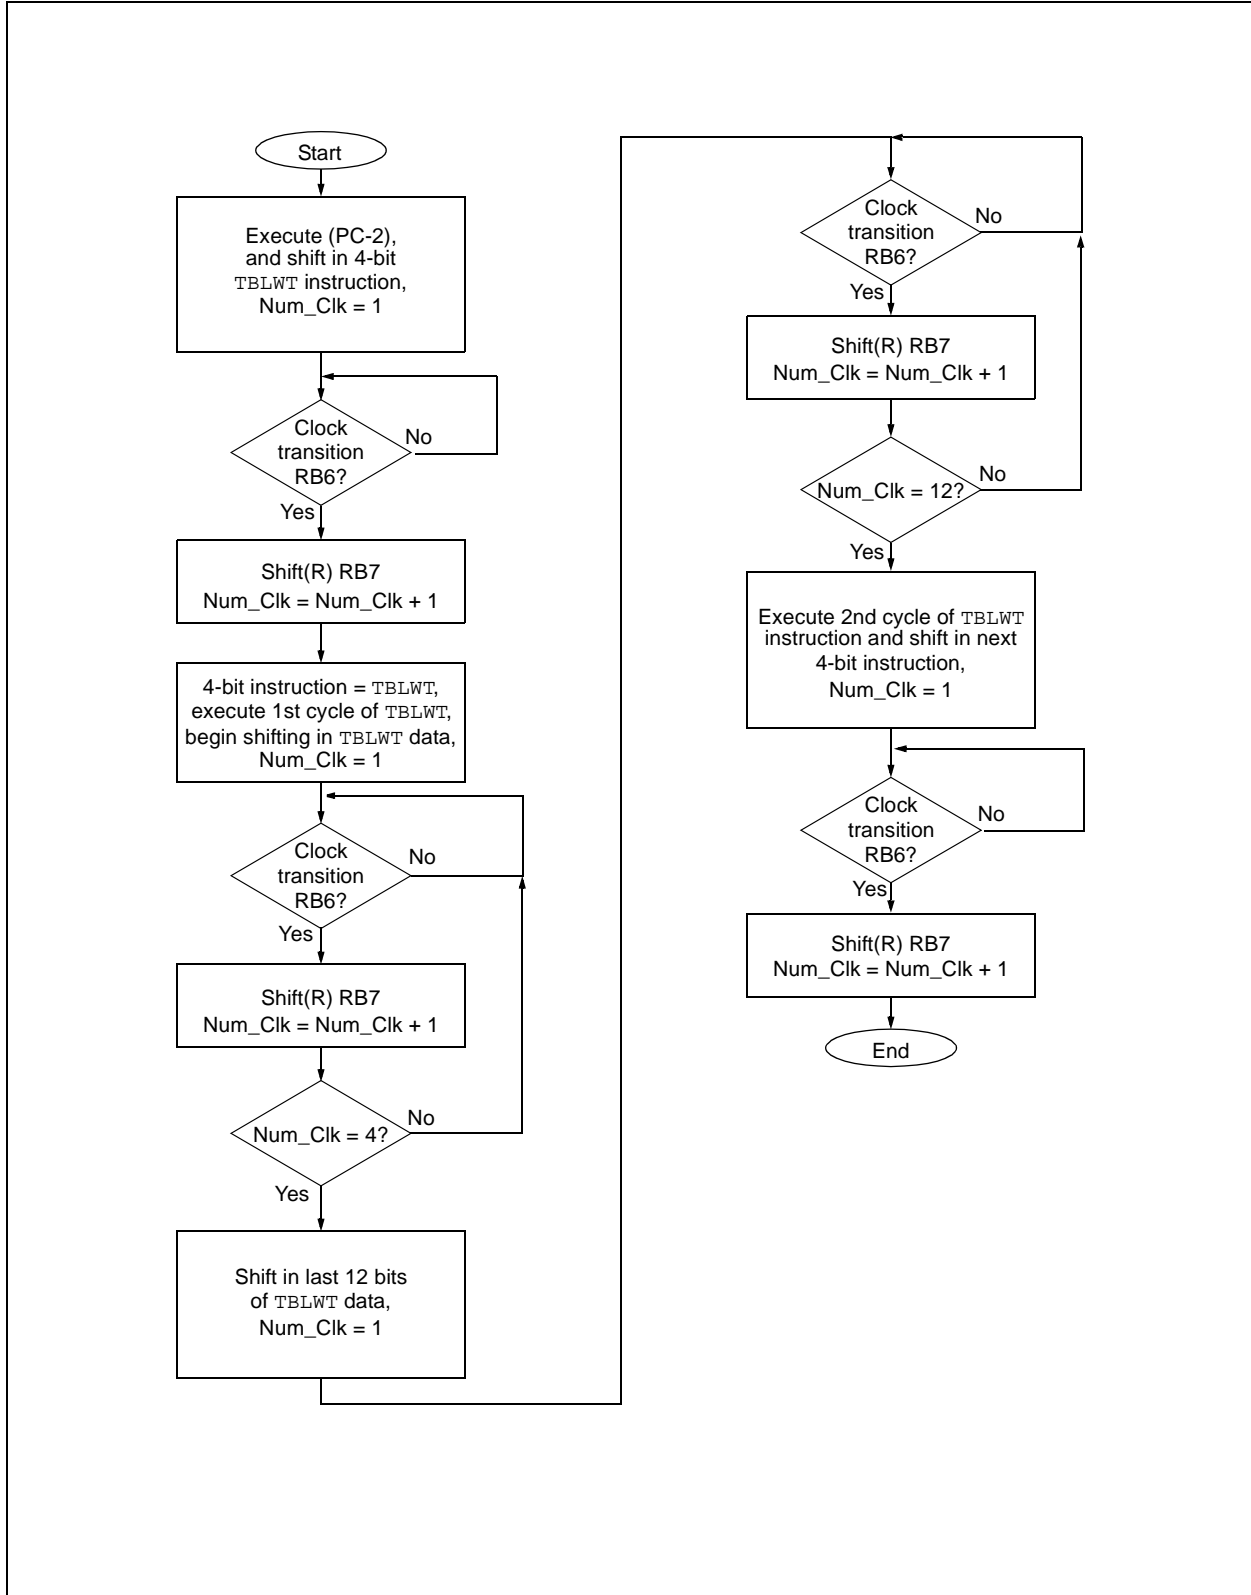 Start
Execute (PC-2),
and shift in 4-bit
TBLWT instruction,
Num_Clk = 1
Clock
transition
RB6?
No
Yes
Shift(R) RB7
Num_Clk = Num_Clk + 1
4-bit instruction = TBLWT,
execute 1st cycle of TBLWT,
begin shifting in TBLWT data,
Num_Clk = 1
Clock
transition
RB6?
No
Yes
Shift(R) RB7
Num_Clk = Num_Clk + 1
Num_Clk = 4?
No
Yes
Shift in last 12 bits
of TBLWT data,
Num_Clk = 1
Clock
transition
RB6?
No
Yes
Shift(R) RB7
Num_Clk = Num_Clk + 1
Num_Clk = 12?
No
Yes
Execute 2nd cycle of TBLWT
instruction and shift in next
4-bit instruction,
Num_Clk = 1
Clock
transition
RB6?
No
Yes
Shift(R) RB7
Num_Clk = Num_Clk + 1
End